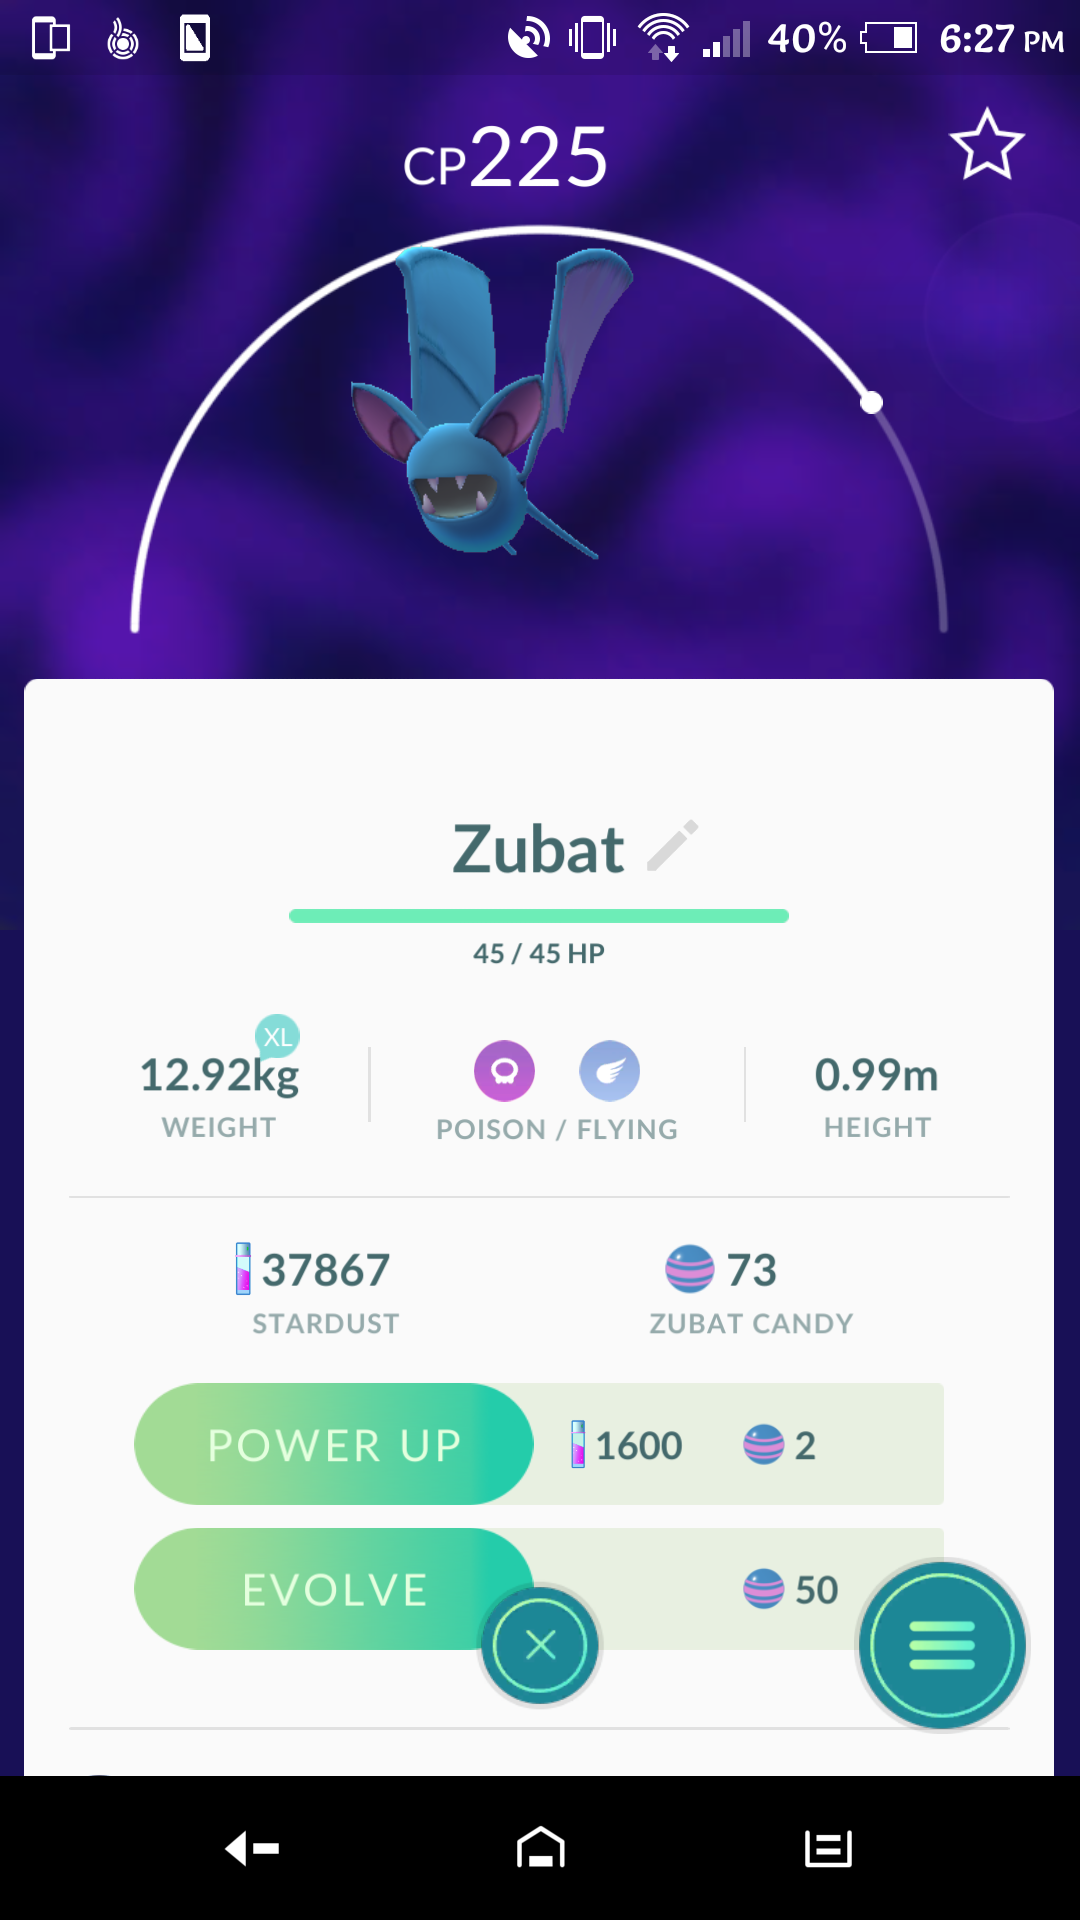 40% 6:27 PM
CP225
Zubat
45 / 45 HP
XL
12.92kg
WEIGHT
POISON / FLYING
0.99m
HEIGHT
37867
STARDUST
73
ZUBAT CANDY
POWER UP 1600 2
EVOLVE 50